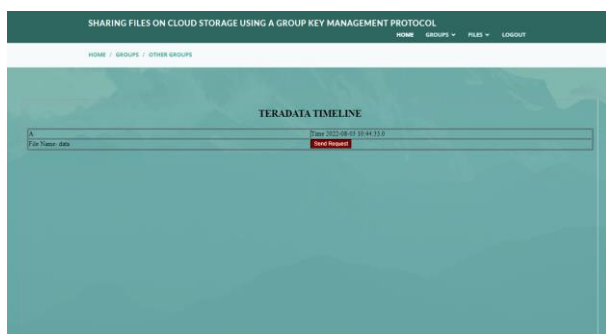 SHARING FILES ON CLOUD STORAGE USING A GROUP KEY MANAGEMENT PROTOCOL
HOME GROUPS FILES LOGOUT
HOME / GROUPS / OTHER GROUPS
TERADATA TIMELINE
A Time 2022-08-03 10:44:33.0
File Name- data Send Request